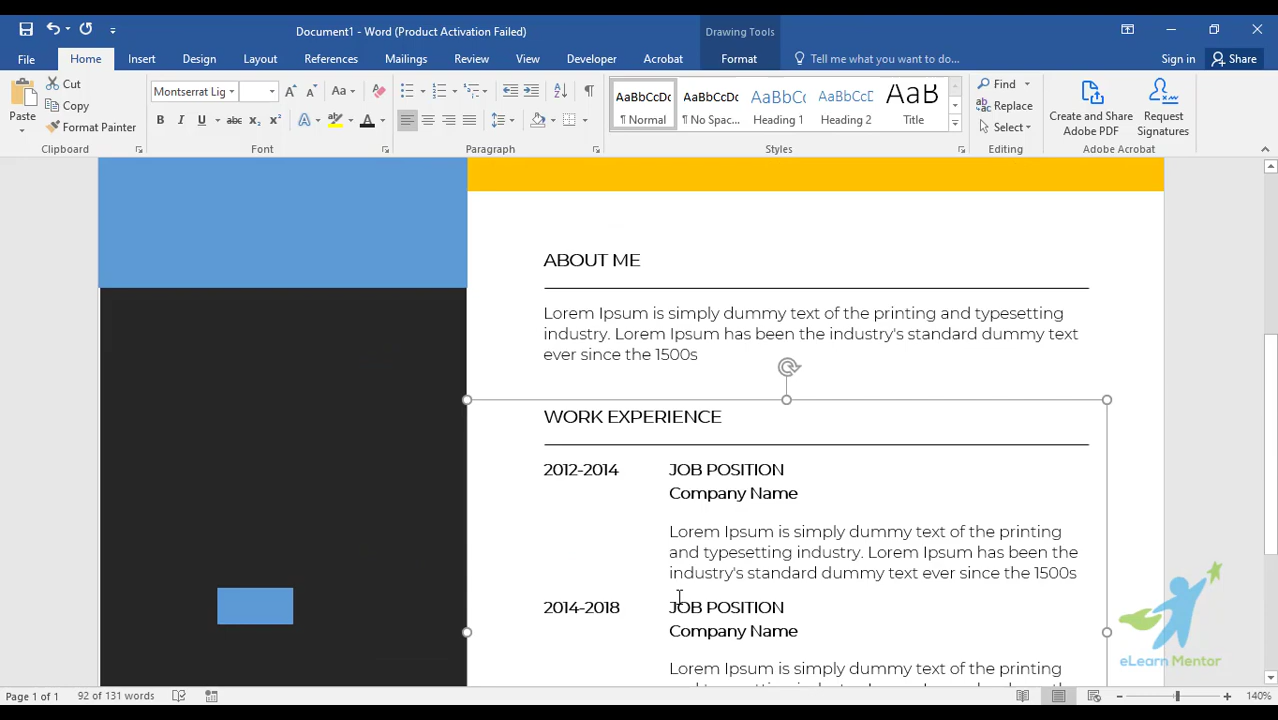 Document1 - Word (Product Activation Failed)
Drawing Tools
File Home Insert Design Layout References Mailings Review View Developer Acrobat Format Tell me what you want to do... Sign in Share
Paste
Cut
Copy
Format Painter
Clipboard
Montserrat Lig
Aa
B I U abc x₂ x²
A A
Font
Paragraph
AaBbCcDc AaBbCcDc AaBbCc AaBbCcD AaB
¶ Normal ¶ No Spac... Heading 1 Heading 2 Title
Styles
Find
Replace
Select
Editing
Create and Share
Adobe PDF
Request
Signatures
Adobe Acrobat
ABOUT ME
Lorem Ipsum is simply dummy text of the printing and typesetting
industry. Lorem Ipsum has been the industry's standard dummy text
ever since the 1500s
WORK EXPERIENCE
2012-2014 JOB POSITION
Company Name
Lorem Ipsum is simply dummy text of the printing
and typesetting industry. Lorem Ipsum has been the
industry's standard dummy text ever since the 1500s
2014-2018 JOB POSITION
Company Name
Lorem Ipsum is simply dummy text of the printing
eLearn Mentor
Page 1 of 1 92 of 131 words 140%